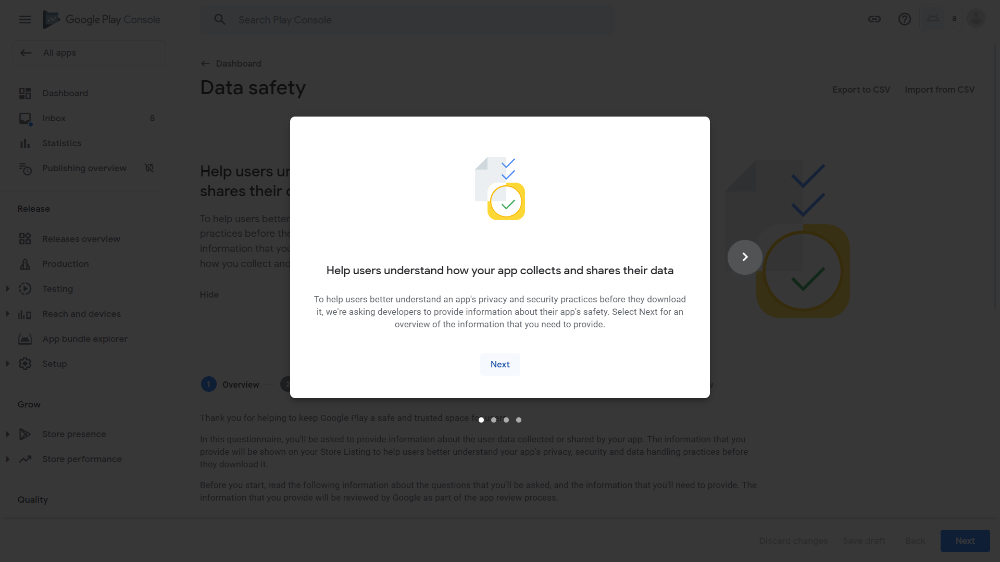 Google Play Console
Search Play Console
a
All apps
Dashboard
Data safety
Export to CSV
Import from CSV
Dashboard
Inbox
8
Statistics
Publishing overview
Release
Releases overview
Production
Testing
Reach and devices
App bundle explorer
Setup
Grow
Store presence
Store performance
Quality
Help users
shares their
To help users better
practices before
information that you
how you collect and
Hide
Help users understand how your app collects and shares their data
To help users better understand an app's privacy and security practices before they download
it, we're asking developers to provide information about their app's safety. Select Next for an
overview of the information that you need to provide.
Next
1
Overview
2
Thank you for helping to keep Google Play a safe and trusted space for users.
In this questionnaire, you'll be asked to provide information about the user data collected or shared by your app. The information that you
provide will be shown on your Store Listing to help users better understand your app's privacy, security and data handling practices before
they download it.
Before you start, read the following information about the questions that you'll be asked, and the information that you'll need to provide. The
information that you provide will be reviewed by Google as part of the app review process.
Discard changes
Save draft
Back
Next